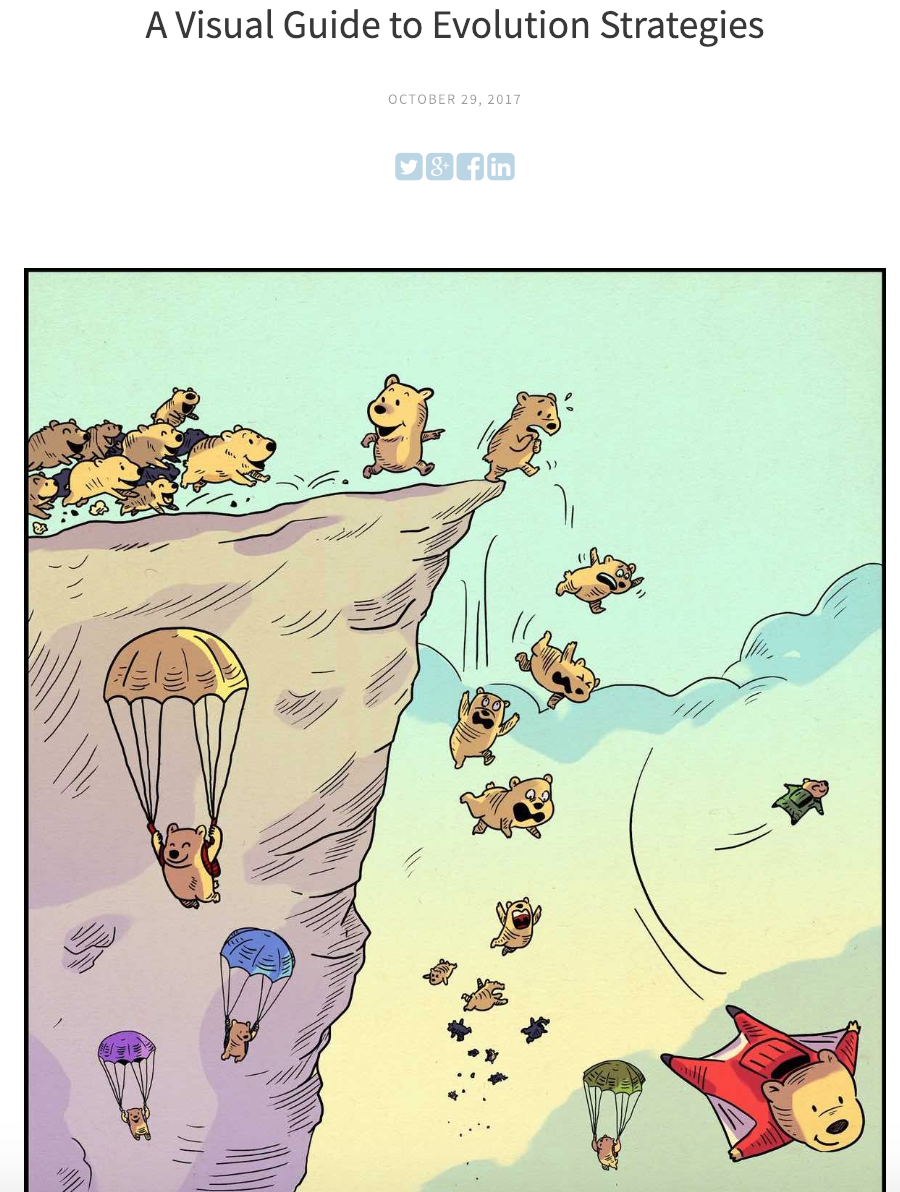 A Visual Guide to Evolution Strategies
OCTOBER 29, 2017